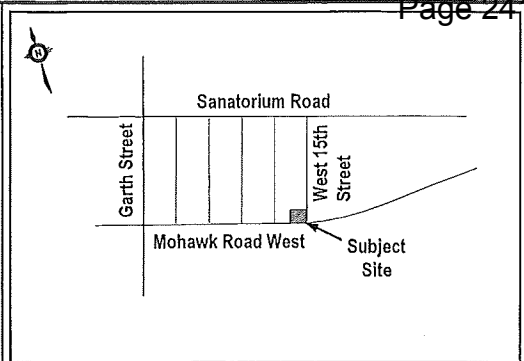 Page 24
N
Sanatorium Road
Garth Street
West 15th
Street
Mohawk Road West
Subject
Site